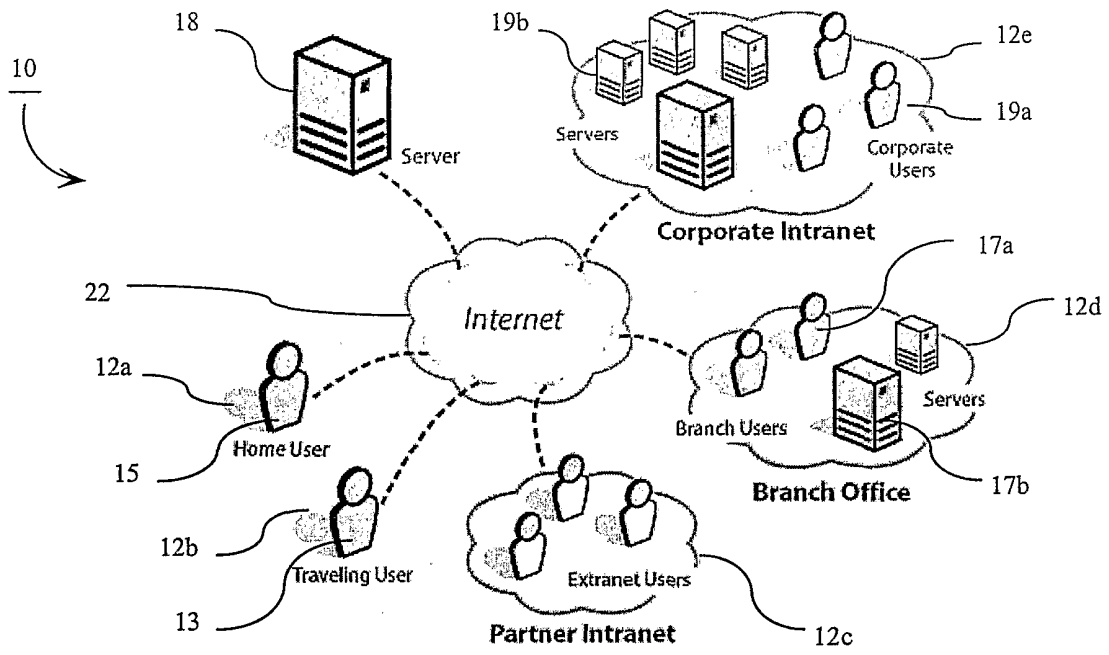 18
19b
12e
10
Servers
19a
Server
Corporate
Users
Corporate Intranet
17a
22
Internet
12d
12a
Servers
Branch Users
Home User
15
Branch Office
17b
12b
Traveling User
Extranet Users
13
Partner Intranet
12c